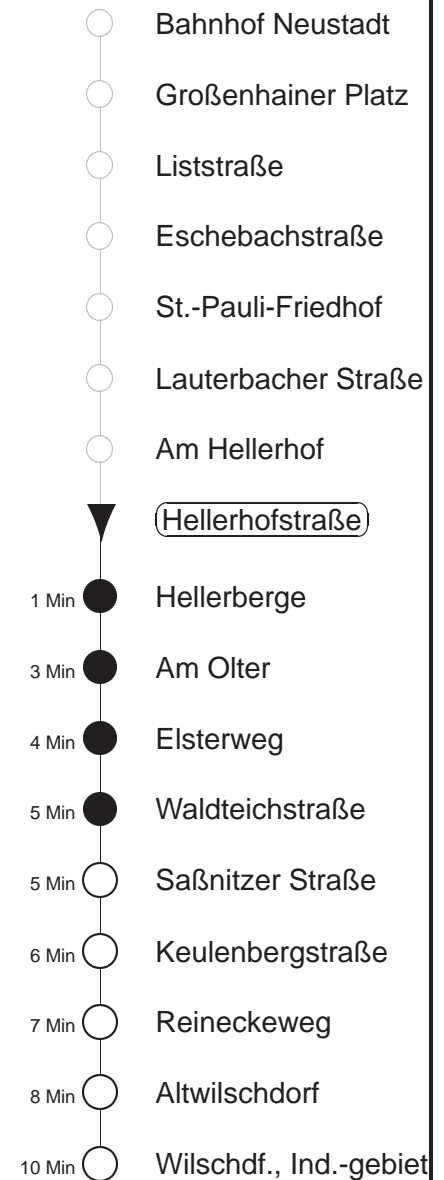 Bahnhof Neustadt
Großenhainer Platz
Liststraße
Eschebachstraße
St.-Pauli-Friedhof
Lauterbacher Straße
Am Hellerhof
Hellerhofstraße
1 Min Hellerberge
3 Min Am Olter
4 Min Elsterweg
5 Min Waldteichstraße
5 Min Saßnitzer Straße
6 Min Keulenbergstraße
7 Min Reineckeweg
8 Min Altwilschdorf
10 Min Wilschdf., Ind.-gebiet